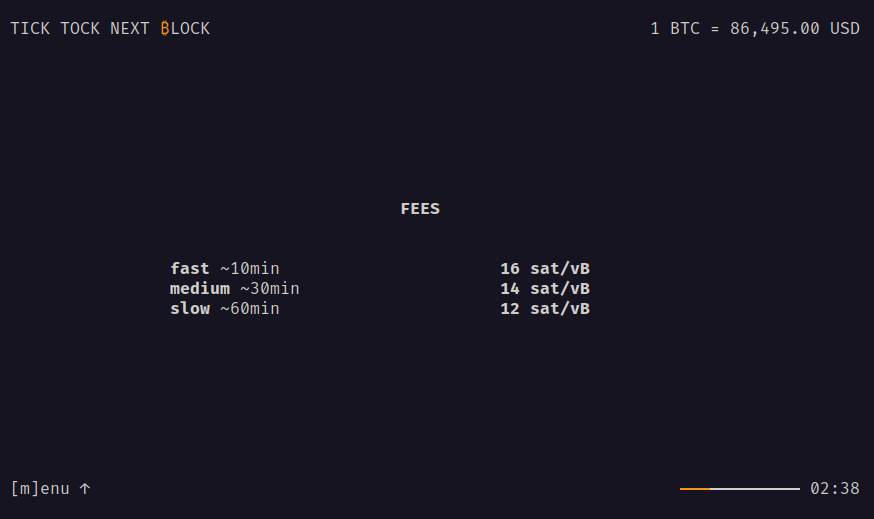 TICK TOCK NEXT ₿LOCK 1 BTC = 86,495.00 USD
FEES
fast ~10min 16 sat/vB
medium ~30min 14 sat/vB
slow ~60min 12 sat/vB
[m]enu ↑ 02:38